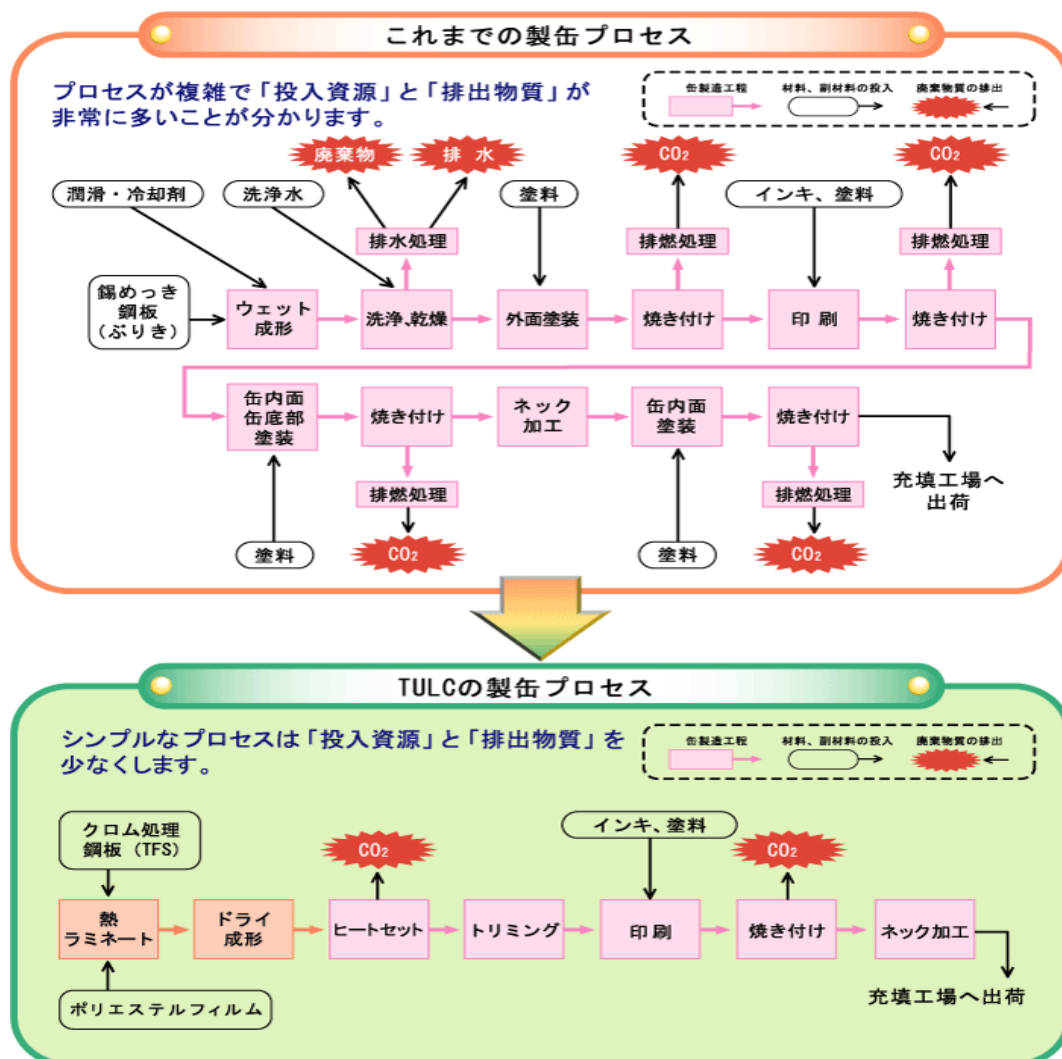 これまでの製缶プロセス
プロセスが複雑で「投入資源」と「排出物質」が
非常に多いことが分かります。
缶製造工程
材料、副材料の投入
廃棄物質の排出
廃棄物
排水
CO₂
CO₂
潤滑・冷却剤
洗浄水
塗料
インキ、塗料
排水処理
排燃処理
排燃処理
錫めっき
鋼板
(ぶりき)
ウェット
成形
洗浄、乾燥
外面塗装
焼き付け
印刷
焼き付け
缶内面
缶底部
塗装
焼き付け
ネック
加工
缶内面
塗装
焼き付け
充填工場へ
出荷
排燃処理
排燃処理
塗料
CO₂
塗料
CO₂
TULCの製缶プロセス
シンプルなプロセスは「投入資源」と「排出物質」を
少なくします。
缶製造工程
材料、副材料の投入
廃棄物質の排出
クロム処理
鋼板（TFS）
CO₂
インキ、塗料
CO₂
熱
ラミネート
ドライ
成形
ヒートセット
トリミング
印刷
焼き付け
ネック加工
ポリエステルフィルム
充填工場へ出荷